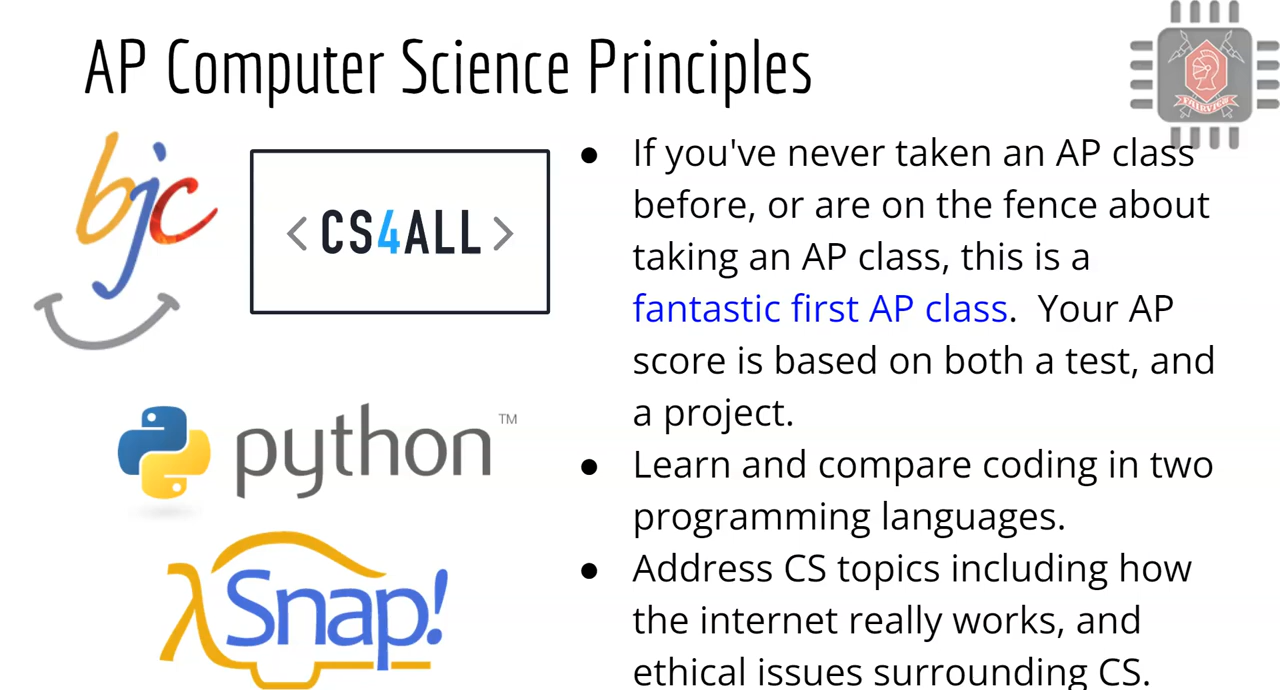 AP Computer Science Principles
FAIRVIEW
bjc
<CS4ALL>
python™
λSnap!
● If you've never taken an AP class
before, or are on the fence about
taking an AP class, this is a
fantastic first AP class.  Your AP
score is based on both a test, and
a project.
● Learn and compare coding in two
programming languages.
● Address CS topics including how
the internet really works, and
ethical issues surrounding CS.